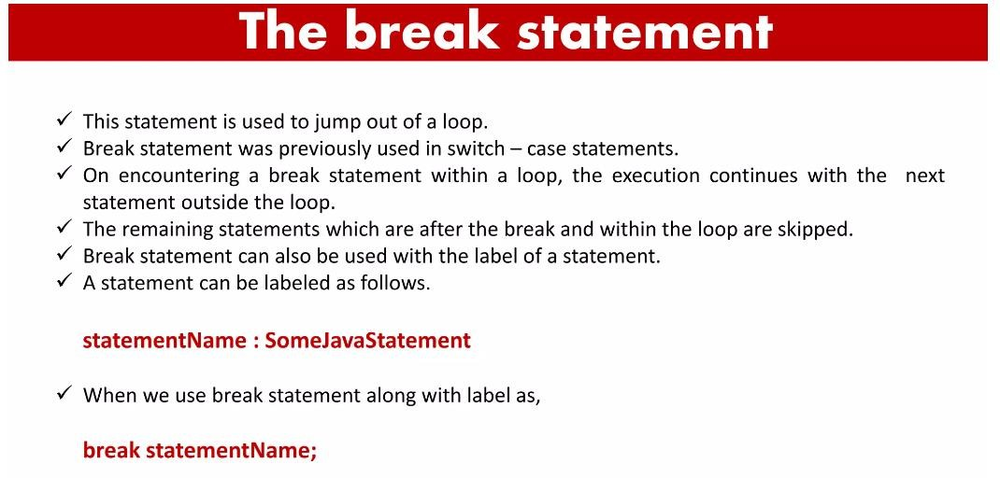 The break statement
✓ This statement is used to jump out of a loop.
✓ Break statement was previously used in switch – case statements.
✓ On encountering a break statement within a loop, the execution continues with the next
statement outside the loop.
✓ The remaining statements which are after the break and within the loop are skipped.
✓ Break statement can also be used with the label of a statement.
✓ A statement can be labeled as follows.
statementName : SomeJavaStatement
✓ When we use break statement along with label as,
break statementName;